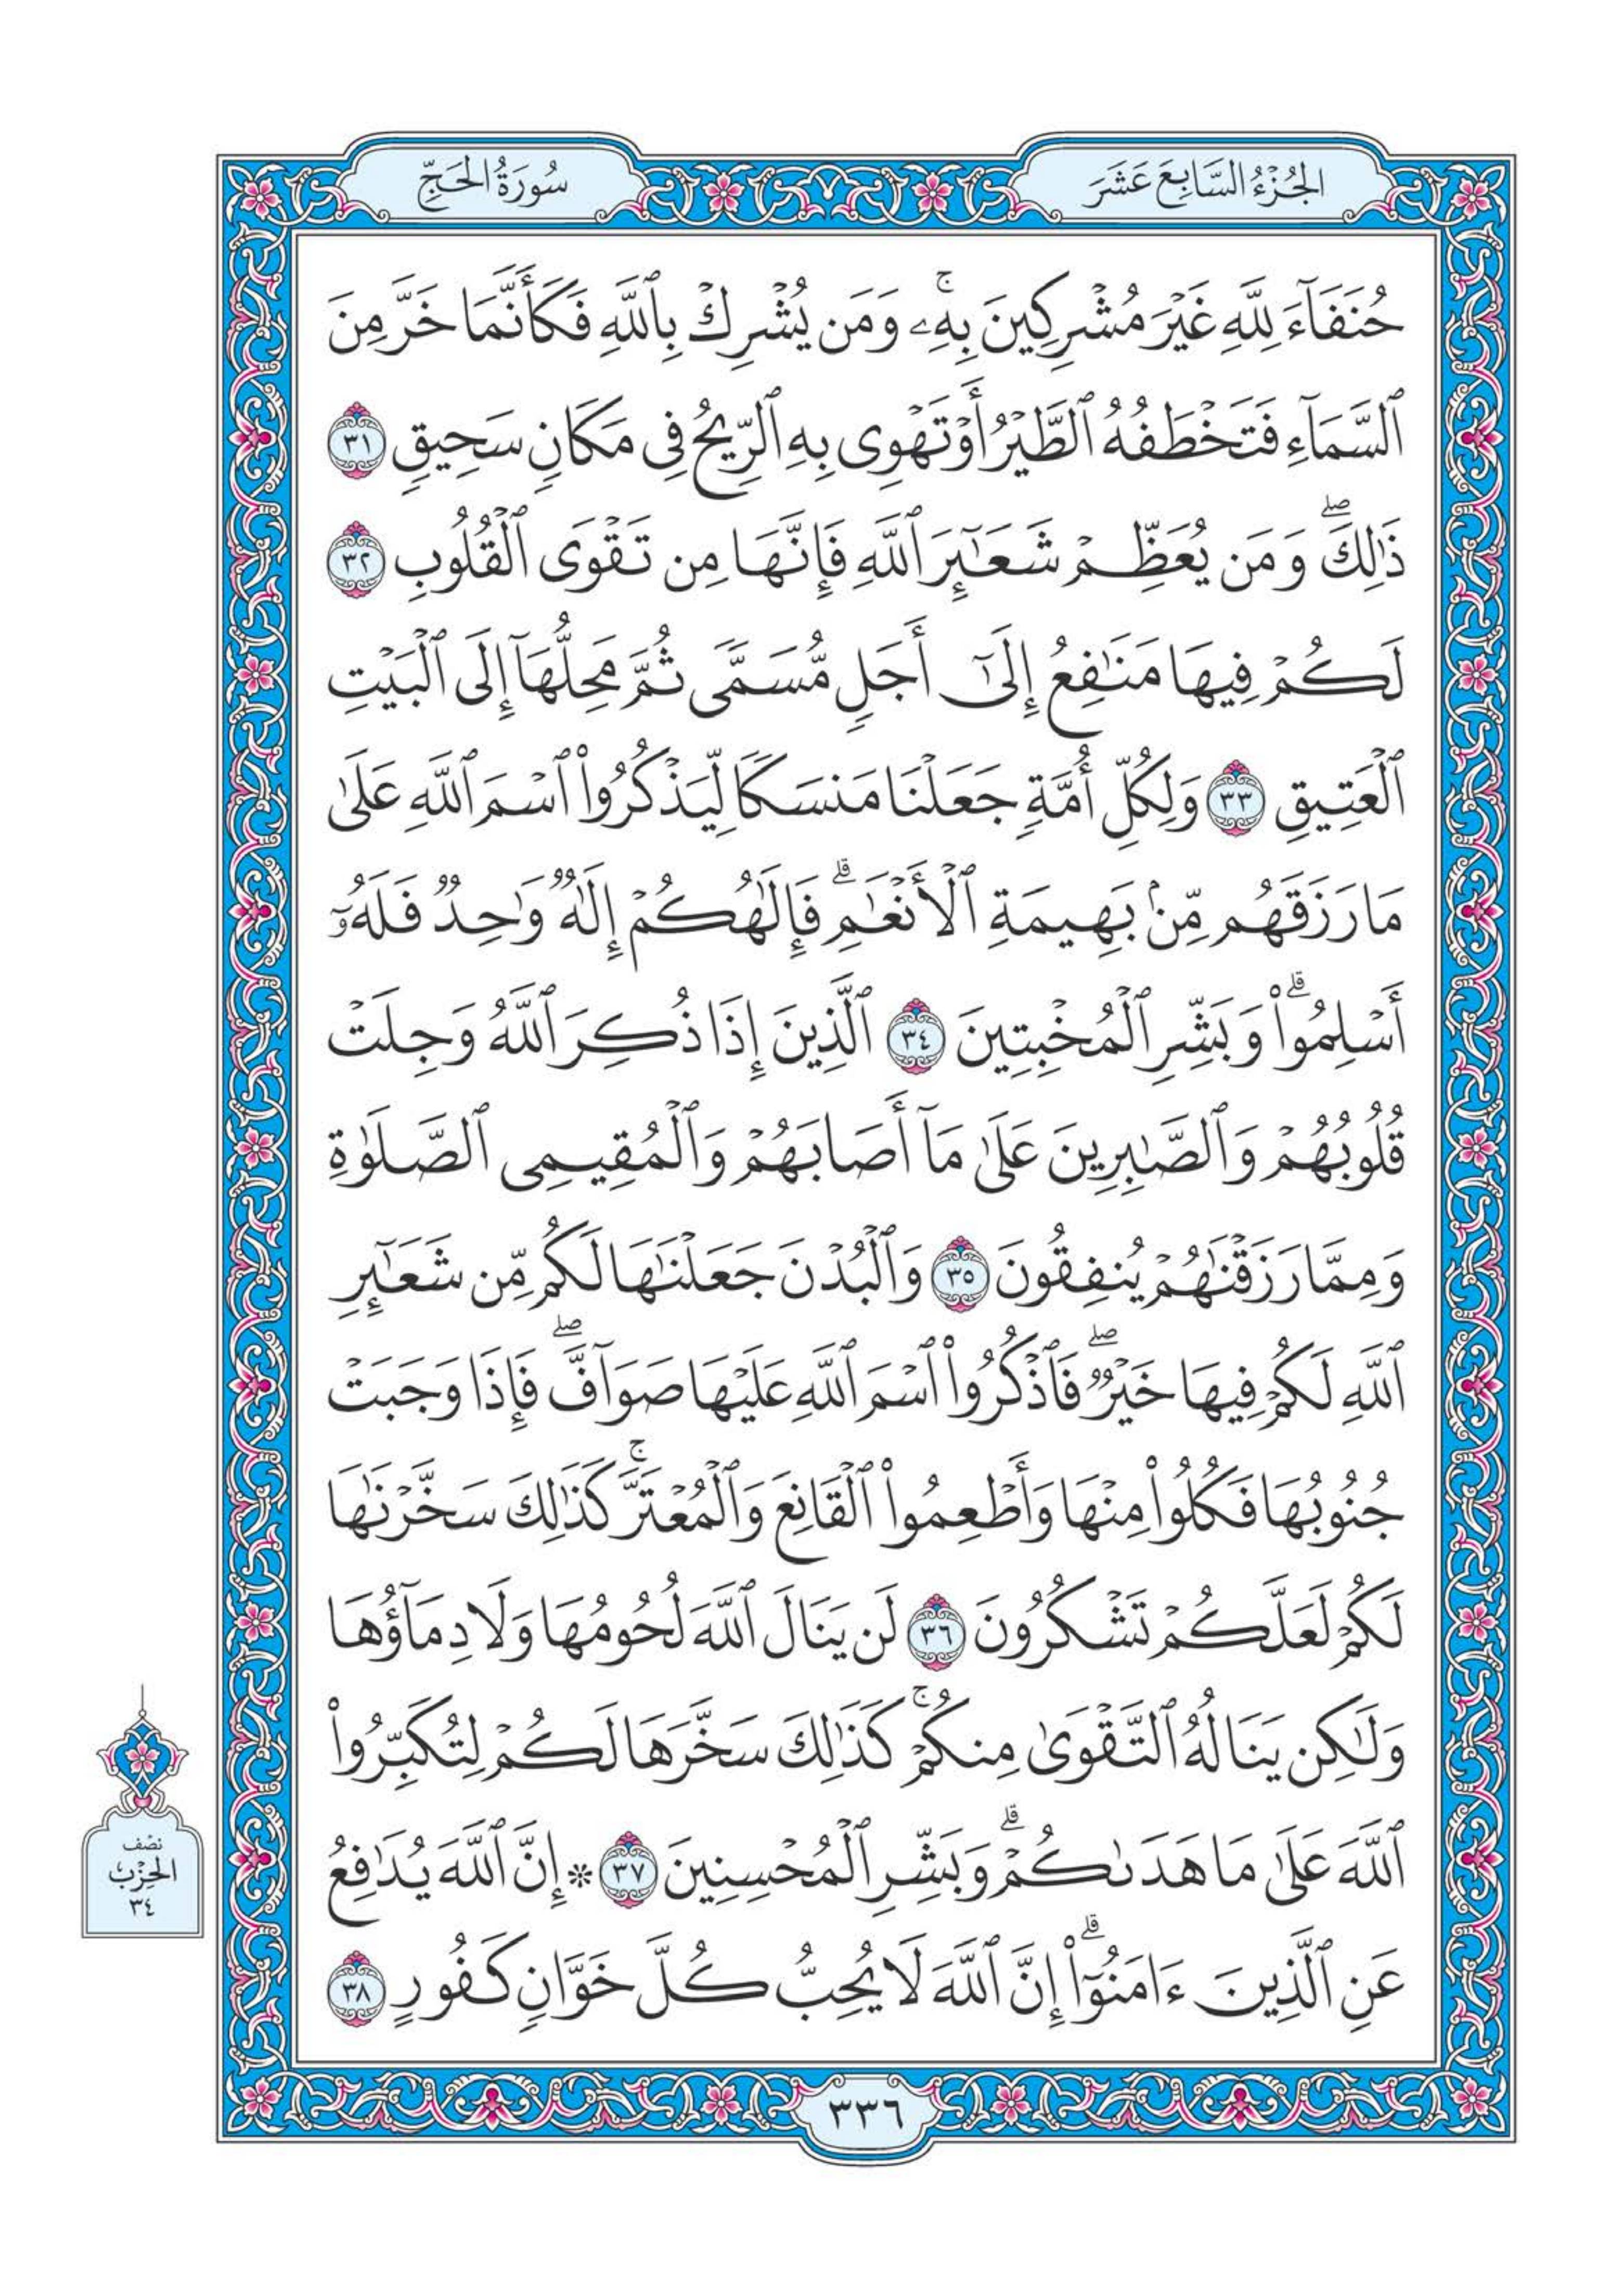 الجُزْءُ السَّابِعَ عَشَرَ
سُورَةُ الحَجِّ
حُنَفَآءَ لِلَّهِ غَيۡرَ مُشۡرِكِينَ بِهِۦۚ وَمَن يُشۡرِكۡ بِٱللَّهِ فَكَأَنَّمَا خَرَّ مِنَ
ٱلسَّمَآءِ فَتَخۡطَفُهُ ٱلطَّيۡرُ أَوۡ تَهۡوِي بِهِ ٱلرِّيحُ فِي مَكَانٖ سَحِيقٖ ٣١
ذَٰلِكَۖ وَمَن يُعَظِّمۡ شَعَٰٓئِرَ ٱللَّهِ فَإِنَّهَا مِن تَقۡوَى ٱلۡقُلُوبِ ٣٢
لَكُمۡ فِيهَا مَنَٰفِعُ إِلَىٰٓ أَجَلٖ مُّسَمّٗى ثُمَّ مَحِلُّهَآ إِلَى ٱلۡبَيۡتِ
ٱلۡعَتِيقِ ٣٣ وَلِكُلِّ أُمَّةٖ جَعَلۡنَا مَنسَكٗا لِّيَذۡكُرُواْ ٱسۡمَ ٱللَّهِ عَلَىٰ
مَا رَزَقَهُم مِّنۢ بَهِيمَةِ ٱلۡأَنۡعَٰمِۗ فَإِلَٰهُكُمۡ إِلَٰهٞ وَٰحِدٞ فَلَهُۥٓ
أَسۡلِمُواْۗ وَبَشِّرِ ٱلۡمُخۡبِتِينَ ٣٤ ٱلَّذِينَ إِذَا ذُكِرَ ٱللَّهُ وَجِلَتۡ
قُلُوبُهُمۡ وَٱلصَّٰبِرِينَ عَلَىٰ مَآ أَصَابَهُمۡ وَٱلۡمُقِيمِي ٱلصَّلَوٰةِ
وَمِمَّا رَزَقۡنَٰهُمۡ يُنفِقُونَ ٣٥ وَٱلۡبُدۡنَ جَعَلۡنَٰهَا لَكُم مِّن شَعَٰٓئِرِ
ٱللَّهِ لَكُمۡ فِيهَا خَيۡرٞۖ فَٱذۡكُرُواْ ٱسۡمَ ٱللَّهِ عَلَيۡهَا صَوَآفَّۖ فَإِذَا وَجَبَتۡ
جُنُوبُهَا فَكُلُواْ مِنۡهَا وَأَطۡعِمُواْ ٱلۡقَانِعَ وَٱلۡمُعۡتَرَّۚ كَذَٰلِكَ سَخَّرۡنَٰهَا
لَكُمۡ لَعَلَّكُمۡ تَشۡكُرُونَ ٣٦ لَن يَنَالَ ٱللَّهَ لُحُومُهَا وَلَا دِمَآؤُهَا
وَلَٰكِن يَنَالُهُ ٱلتَّقۡوَىٰ مِنكُمۡۚ كَذَٰلِكَ سَخَّرَهَا لَكُمۡ لِتُكَبِّرُواْ
ٱللَّهَ عَلَىٰ مَا هَدَىٰكُمۡۗ وَبَشِّرِ ٱلۡمُحۡسِنِينَ ٣٧ * إِنَّ ٱللَّهَ يُدَٰفِعُ
عَنِ ٱلَّذِينَ ءَامَنُوٓاْۗ إِنَّ ٱللَّهَ لَا يُحِبُّ كُلَّ خَوَّانٖ كَفُورٍ ٣٨
نصف
الحِزْب
٣٤
٣٣٦